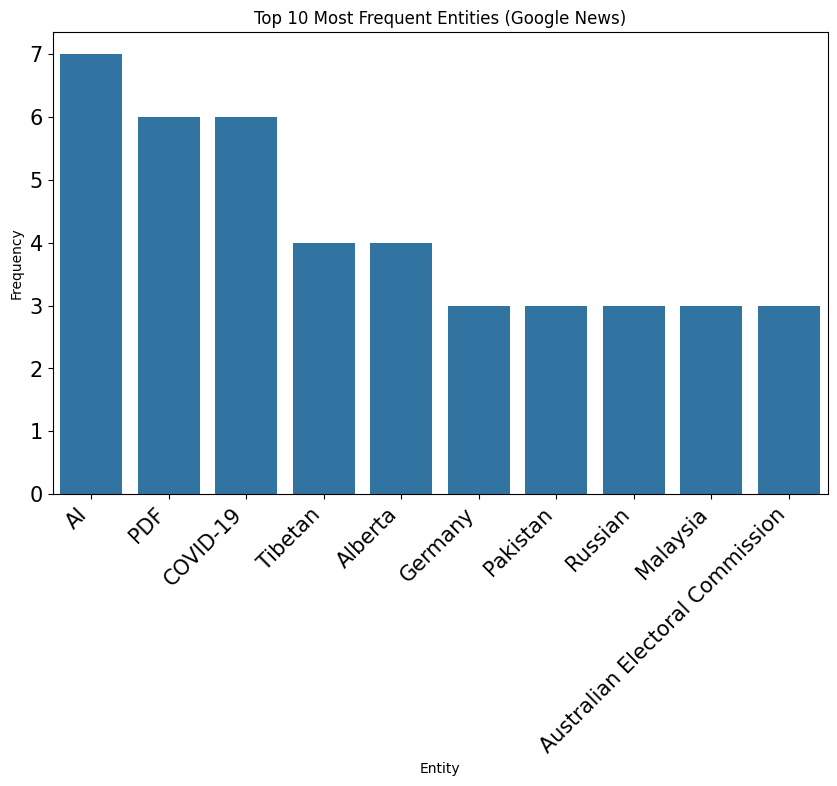 Top 10 Most Frequent Entities (Google News)
Frequency
7
6
5
4
3
2
1
0
AI
PDF
COVID-19
Tibetan
Alberta
Germany
Pakistan
Russian
Malaysia
Australian Electoral Commission
Entity